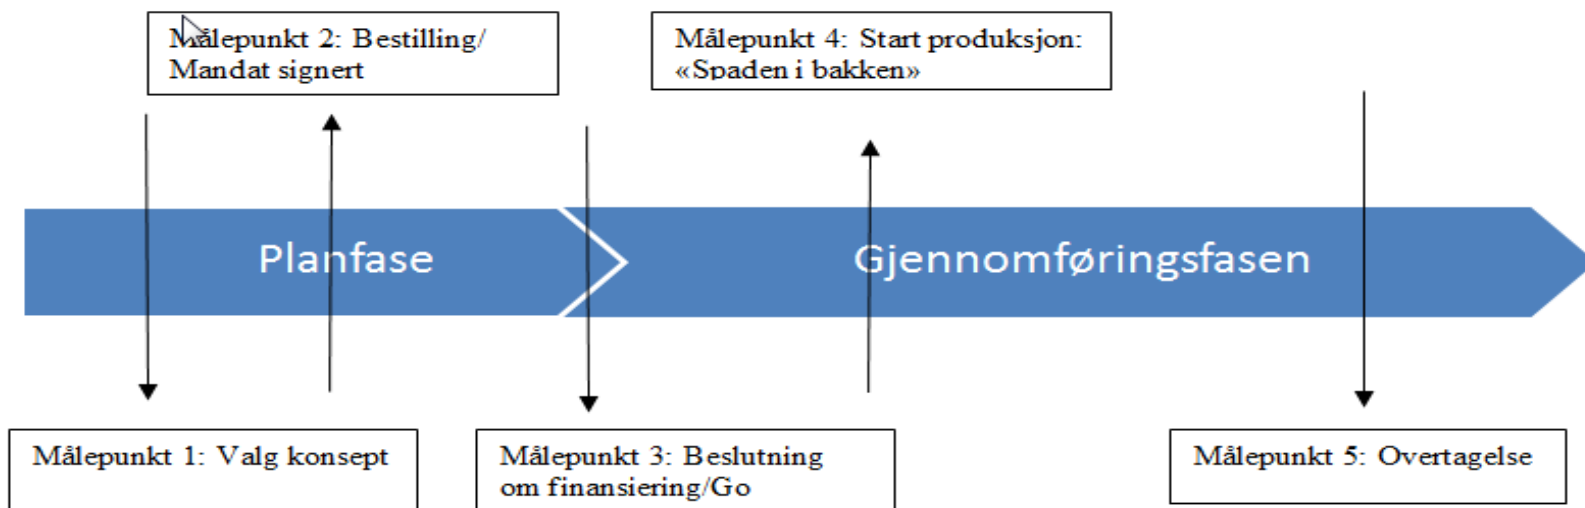 Målepunkt 2: Bestilling/
Mandat signert
Målepunkt 4: Start produksjon:
«Spaden i bakken»
Planfase
Gjennomføringsfasen
Målepunkt 1: Valg konsept
Målepunkt 3: Beslutning
om finansiering/Go
Målepunkt 5: Overtagelse